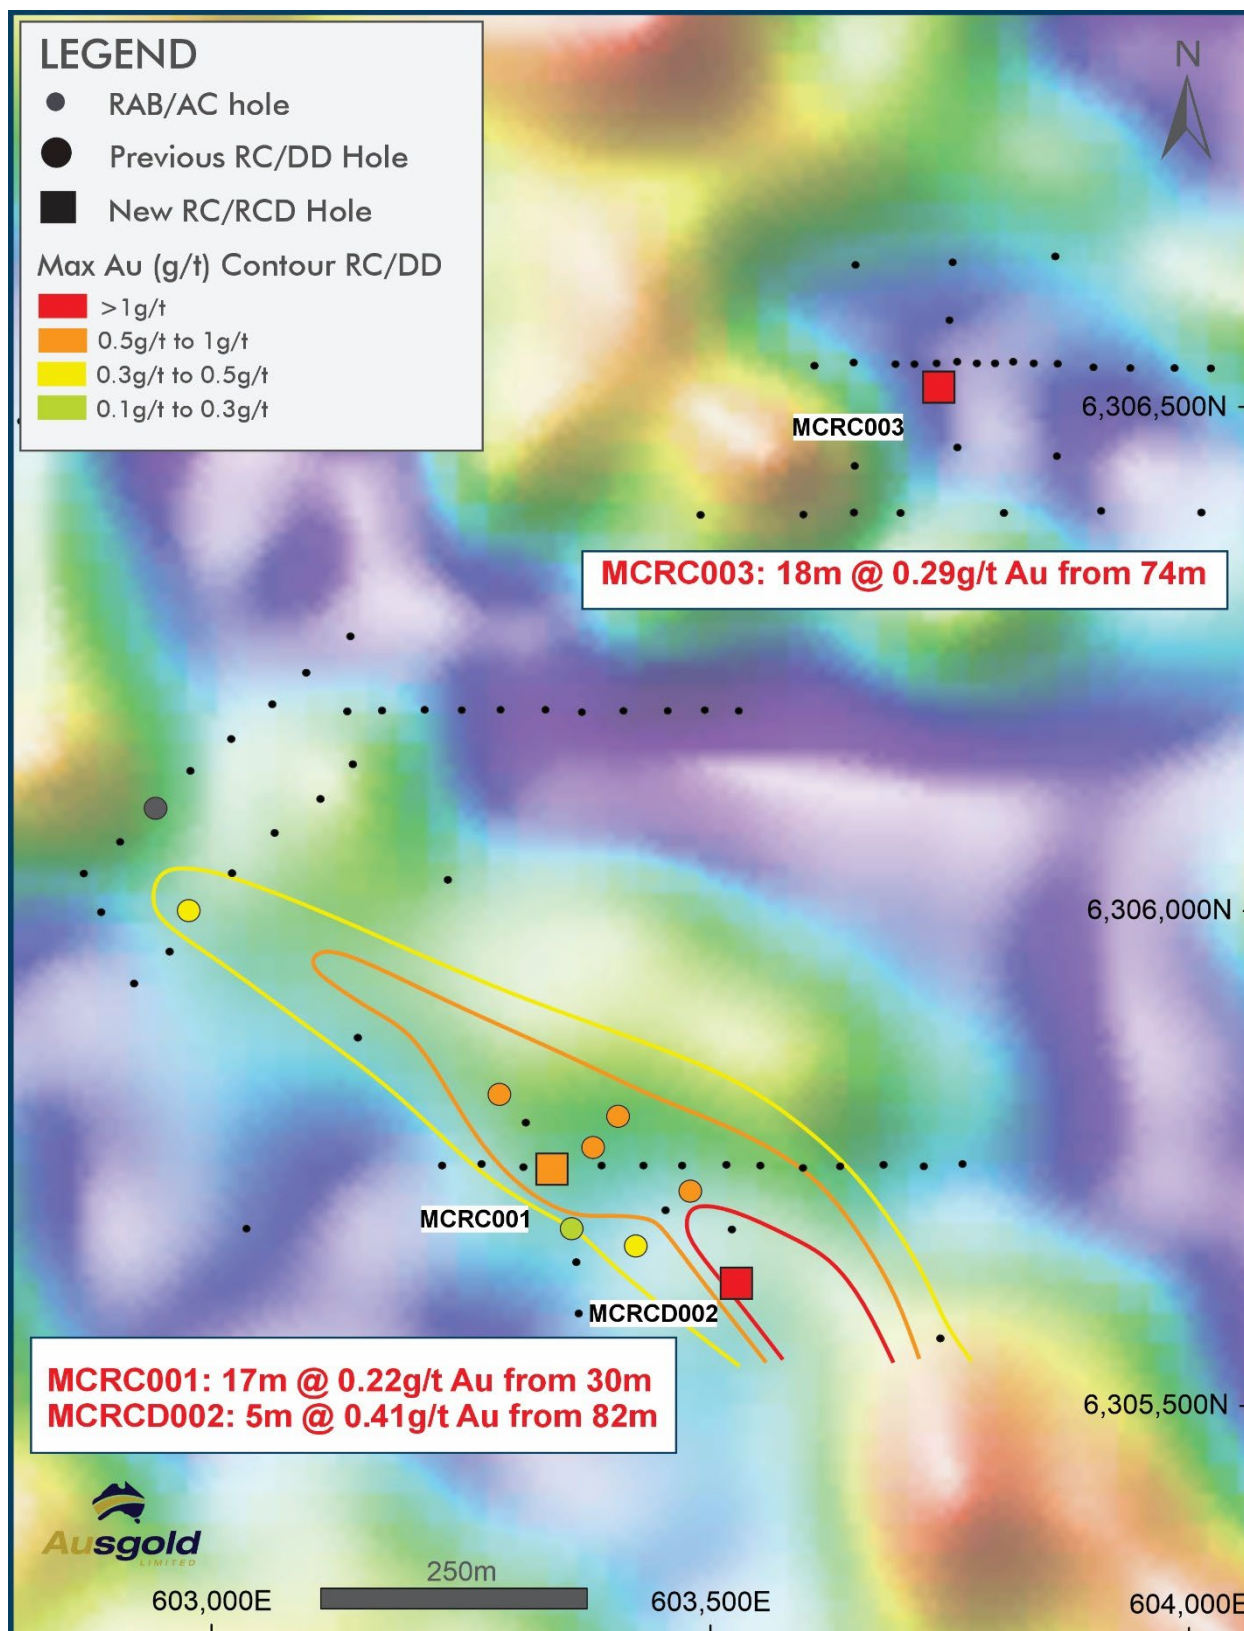 LEGEND
RAB/AC hole
Previous RC/DD Hole
New RC/RCD Hole
Max Au (g/t) Contour RC/DD
>1g/t
0.5g/t to 1g/t
0.3g/t to 0.5g/t
0.1g/t to 0.3g/t
N
6,306,500N
MCRC003
MCRC003: 18m @ 0.29g/t Au from 74m
6,306,000N
MCRC001
MCRCD002
MCRC001: 17m @ 0.22g/t Au from 30m
MCRCD002: 5m @ 0.41g/t Au from 82m
6,305,500N
Ausgold
LIMITED
250m
603,000E
603,500E
604,000E